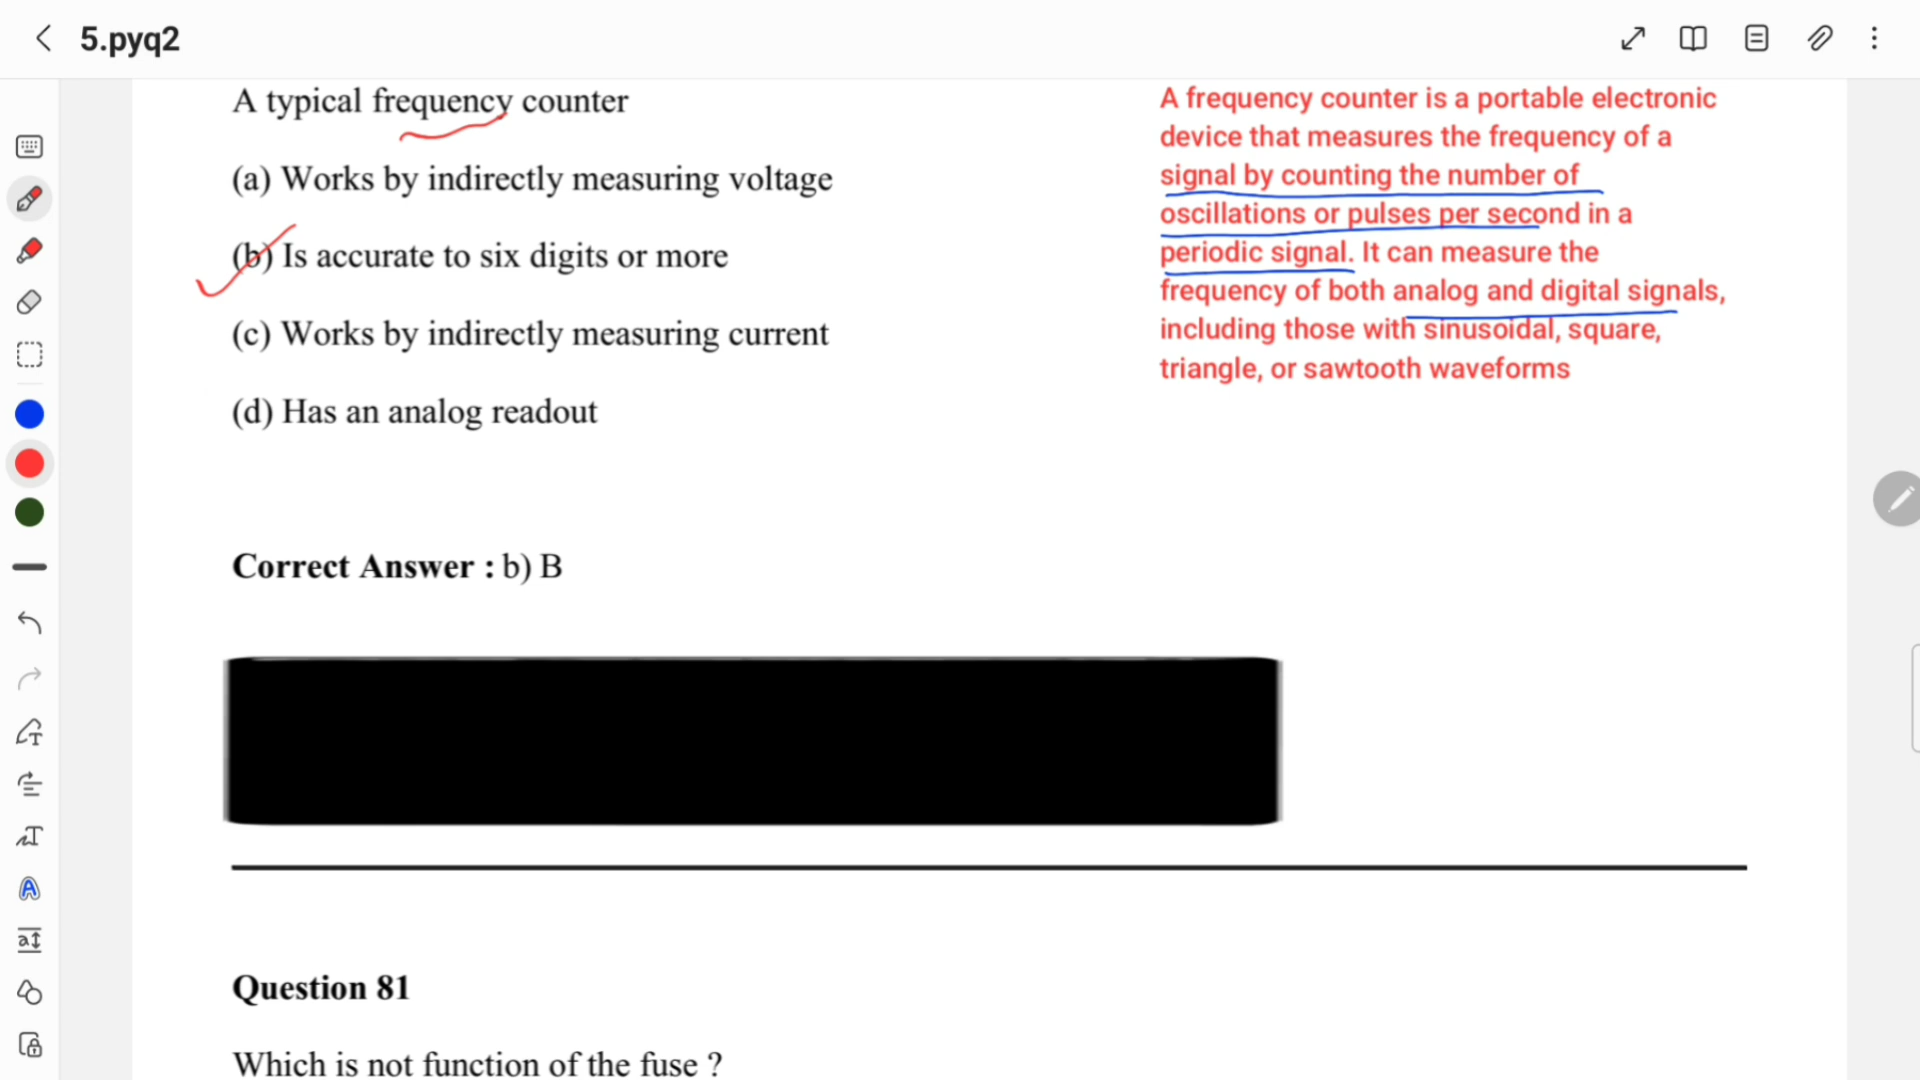 5.pyq2
A typical frequency counter
(a) Works by indirectly measuring voltage
(b) Is accurate to six digits or more
(c) Works by indirectly measuring current
(d) Has an analog readout
A frequency counter is a portable electronic
device that measures the frequency of a
signal by counting the number of
oscillations or pulses per second in a
periodic signal. It can measure the
frequency of both analog and digital signals,
including those with sinusoidal, square,
triangle, or sawtooth waveforms
Correct Answer : b) B
Question 81
Which is not function of the fuse ?